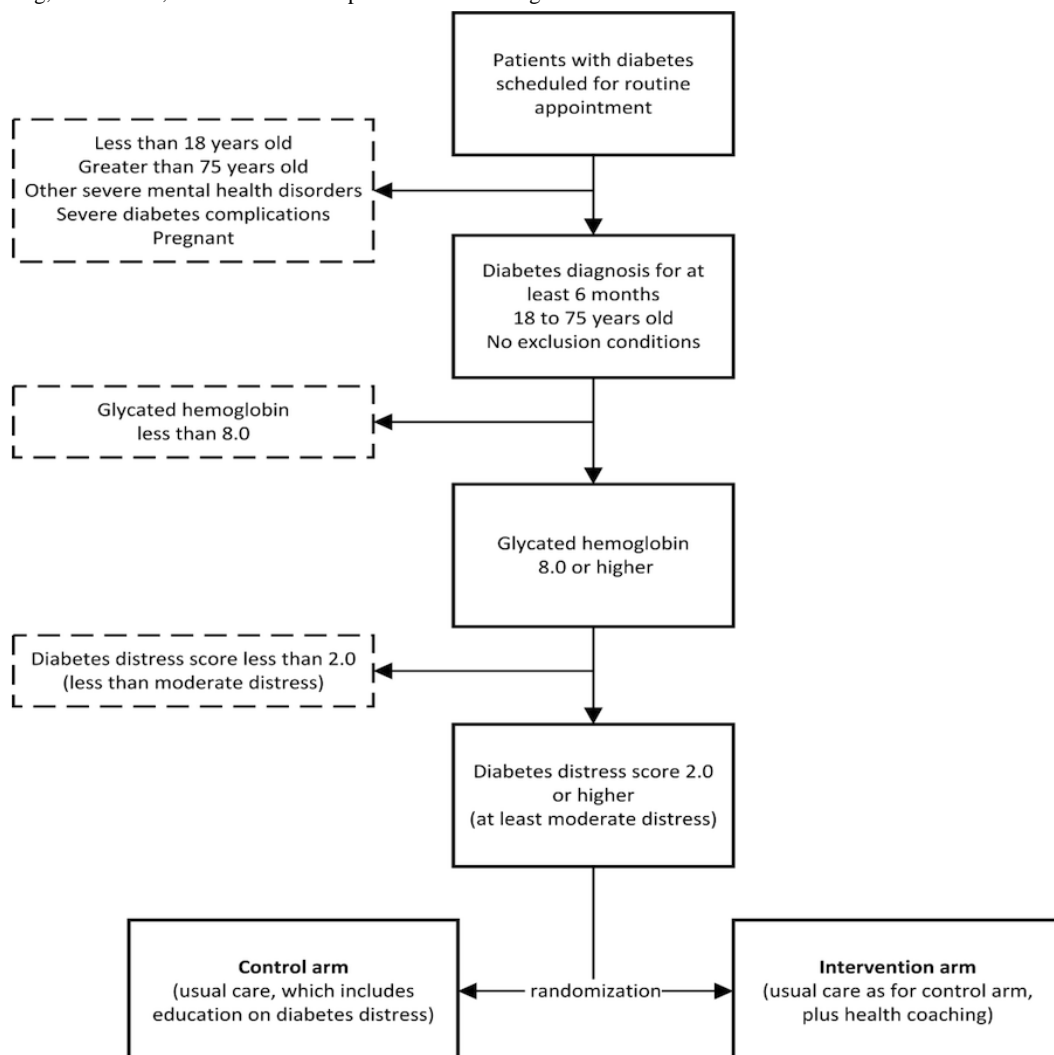 Patients with diabetes
scheduled for routine
appointment
Less than 18 years old
Greater than 75 years old
Other severe mental health disorders
Severe diabetes complications
Pregnant
Diabetes diagnosis for at
least 6 months
18 to 75 years old
No exclusion conditions
Glycated hemoglobin
less than 8.0
Glycated hemoglobin
8.0 or higher
Diabetes distress score less than 2.0
(less than moderate distress)
Diabetes distress score 2.0
or higher
(at least moderate distress)
Control arm
(usual care, which includes
education on diabetes distress)
randomization
Intervention arm
(usual care as for control arm,
plus health coaching)